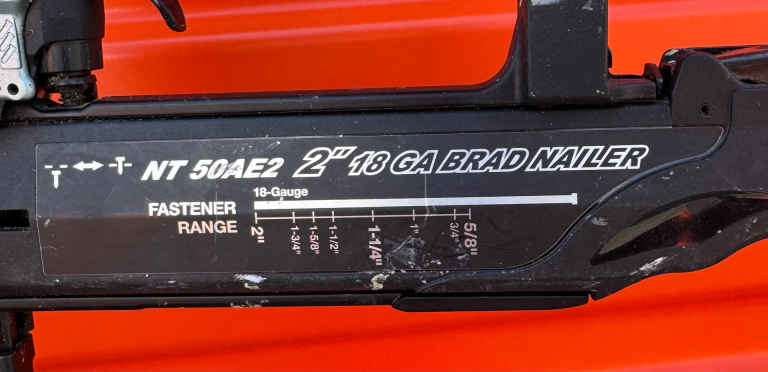 NT 50AE2 2" 18 GA BRAD NAILER
18-Gauge
FASTENER
RANGE
2"
1-3/4"
1-5/8"
1-1/2"
1-1/4"
1"
3/4"
5/8"